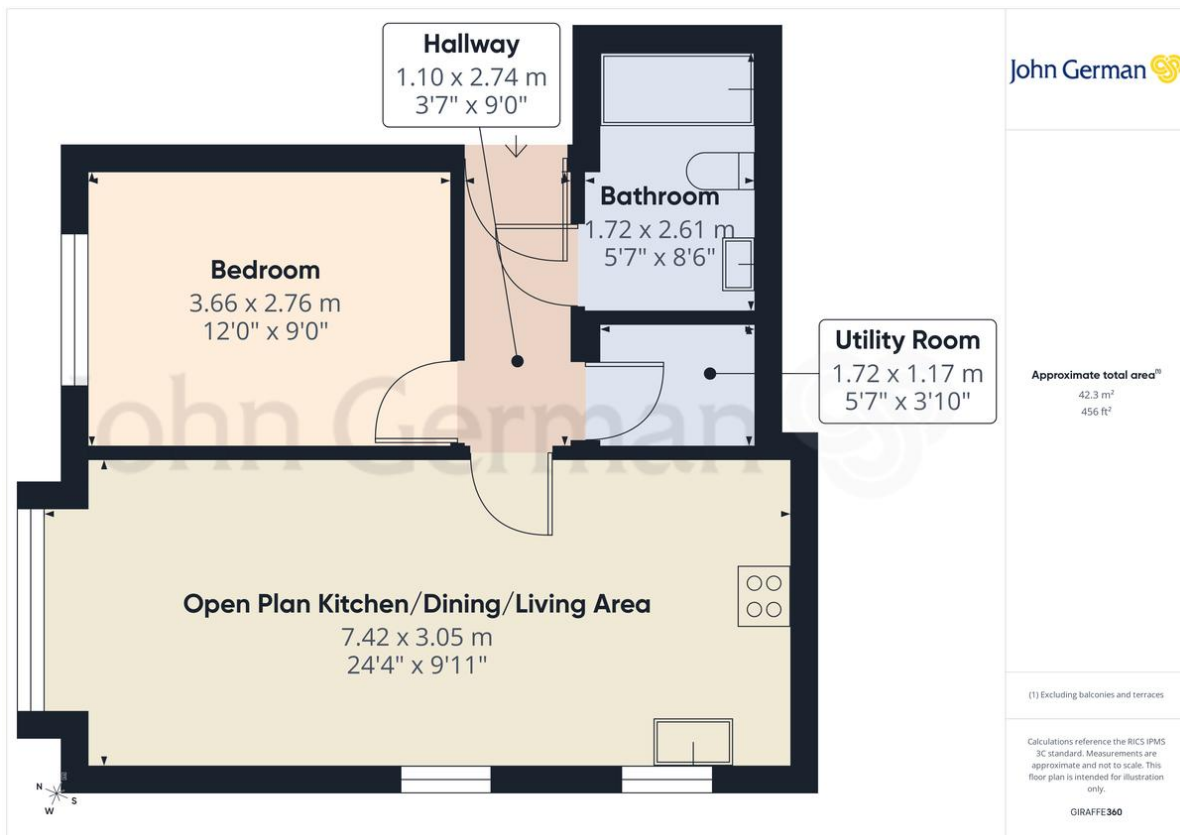 Hallway
1.10 x 2.74 m
3'7" x 9'0"
Bathroom
1.72 x 2.61 m
5'7" x 8'6"
Bedroom
3.66 x 2.76 m
12'0" x 9'0"
Utility Room
1.72 x 1.17 m
5'7" x 3'10"
John German
Open Plan Kitchen/Dining/Living Area
7.42 x 3.05 m
24'4" x 9'11"
N
S
W
John German
Approximate total area(1)
42.3 m²
456 ft²
(1) Excluding balconies and terraces
Calculations reference the RICS IPMS
3C standard. Measurements are
approximate and not to scale. This
floor plan is intended for illustration
only.
GIRAFFE360